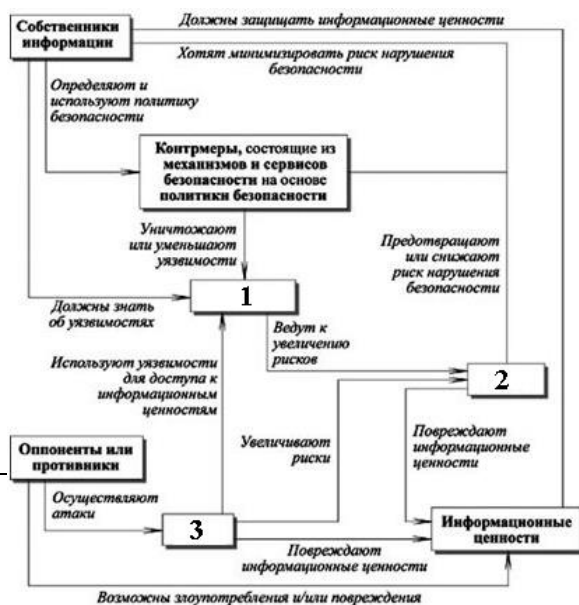 Собственники
информации
Должны защищать информационные ценности
Хотят минимизировать риск нарушения
безопасности
Определяют и
используют политику
безопасности
Контрмеры, состоящие из
механизмов и сервисов
безопасности на основе
политики безопасности
Уничтожают
или уменьшают
уязвимости
Предотвращают
или снижают
риск нарушения
безопасности
1
Должны знать
об уязвимостях
Ведут к
увеличению
рисков
Используют уязвимости
для доступа к
информационным
ценностям
2
Увеличивают
риски
Повреждают
информационные
ценности
Оппоненты или
противники
Осуществляют
атаки
3
Информационные
ценности
Повреждают
информационные ценности
Возможны злоупотребления и/или повреждения